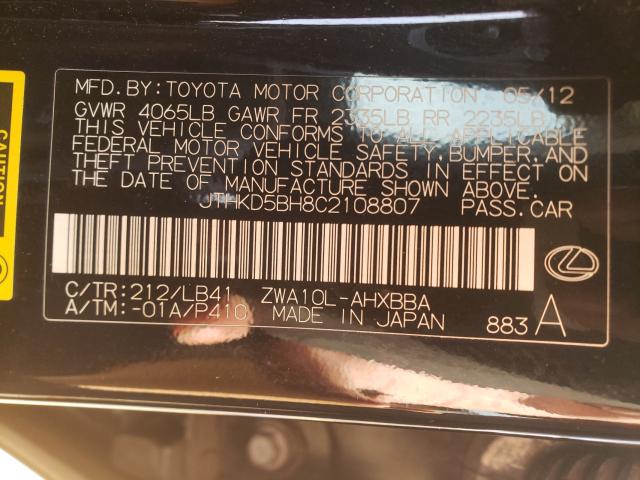 MFD. BY: TOYOTA MOTOR CORPORATION 05/12
GVWR 4065LB GAWR FR 2335LB RR 2235LB
THIS VEHICLE CONFORMS TO ALL APPLICABLE
FEDERAL MOTOR VEHICLE SAFETY, BUMPER, AND
THEFT PREVENTION STANDARDS IN EFFECT ON
THE DATE OF MANUFACTURE SHOWN ABOVE.
JTHKD5BH8C2108807 PASS. CAR
C/TR: 212/LB41 ZWA10L-AHXBBA
A/TM: -01A/P410 MADE IN JAPAN
883 A
CAUTION